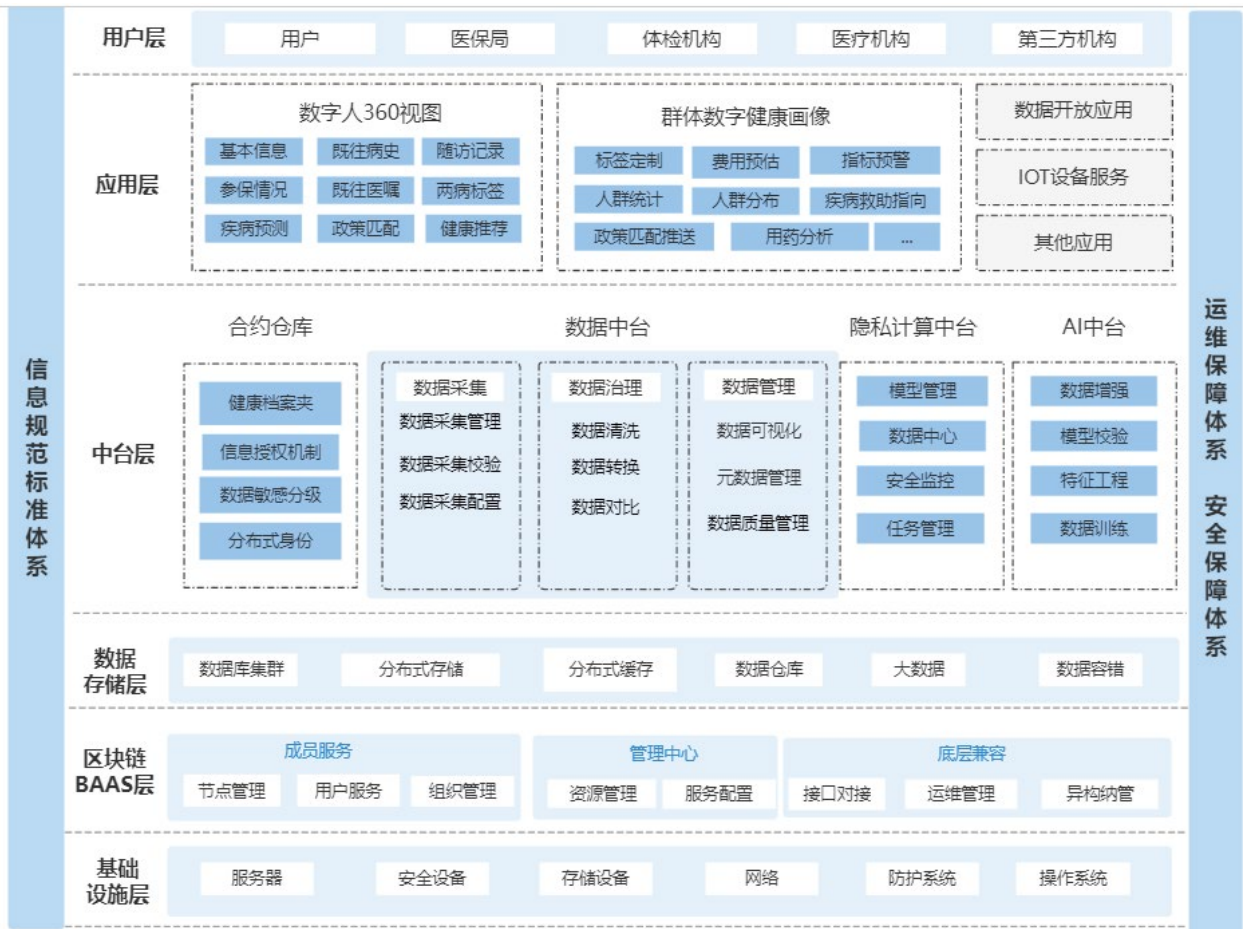 信息规范标准体系
用户层
用户 医保局 体检机构 医疗机构 第三方机构
应用层
数字人360视图
基本信息 既往病史 随访记录
参保情况 既往医嘱 两病标签
疾病预测 政策匹配 健康推荐
群体数字健康画像
标签定制 费用预估 指标预警
人群统计 人群分布 疾病救助指向
政策匹配推送 用药分析 ...
数据开放应用
IOT设备服务
其他应用
中台层
合约仓库
健康档案夹
信息授权机制
数据敏感分级
分布式身份
数据中台
数据采集
数据采集管理
数据采集校验
数据采集配置
数据治理
数据清洗
数据转换
数据对比
数据管理
数据可视化
元数据管理
数据质量管理
隐私计算中台
模型管理
数据中心
安全监控
任务管理
AI中台
数据增强
模型校验
特征工程
数据训练
数据
存储层
数据库集群 分布式存储 分布式缓存 数据仓库 大数据 数据容错
区块链
BAAS层
成员服务
节点管理 用户服务 组织管理
管理中心
资源管理 服务配置
底层兼容
接口对接 运维管理 异构纳管
基础
设施层
服务器 安全设备 存储设备 网络 防护系统 操作系统
运维保障体系 安全保障体系